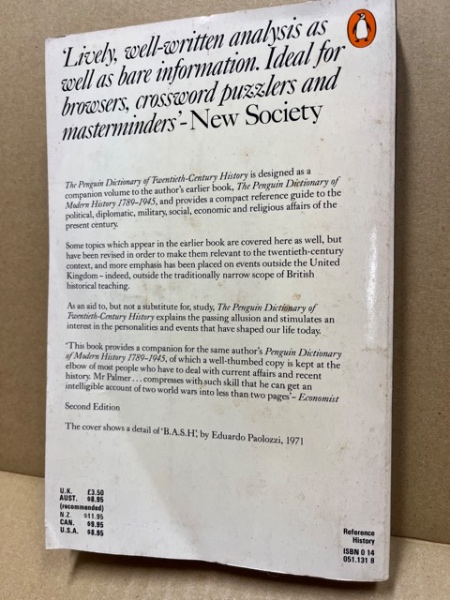 'Lively, well-written analysis as
well as bare information. Ideal for
browsers, crossword puzzlers and
masterminders'-New Society
The Penguin Dictionary of Twentieth-Century History is designed as a
companion volume to the author's earlier book, The Penguin Dictionary of
Modern History 1789-1945, and provides a compact reference guide to the
political, diplomatic, military, social, economic and religious affairs of the
present century.
Some topics which appear in the earlier book are covered here as well, but
have been revised in order to make them relevant to the twentieth-century
context, and more emphasis has been placed on events outside the United
Kingdom – indeed, outside the traditionally narrow scope of British
historical teaching.
As an aid to, but not a substitute for, study, The Penguin Dictionary of
Twentieth-Century History explains the passing allusion and stimulates an
interest in the personalities and events that have shaped our life today.
'This book provides a companion for the same author's Penguin Dictionary
of Modern History 1789-1945, of which a well-thumbed copy is kept at the
elbow of most people who have to deal with current affairs and recent
history. Mr Palmer . . . compresses with such skill that he can get an
intelligible account of two world wars into less than two pages' – Economist
Second Edition
The cover shows a detail of 'B.A.S.H', by Eduardo Paolozzi, 1971
U.K. £3.50
AUST. $8.95
(recommended)
N.Z. $11.95
CAN. $9.95
U.S.A. $8.95
Reference
History
ISBN 0 14
051.131 8